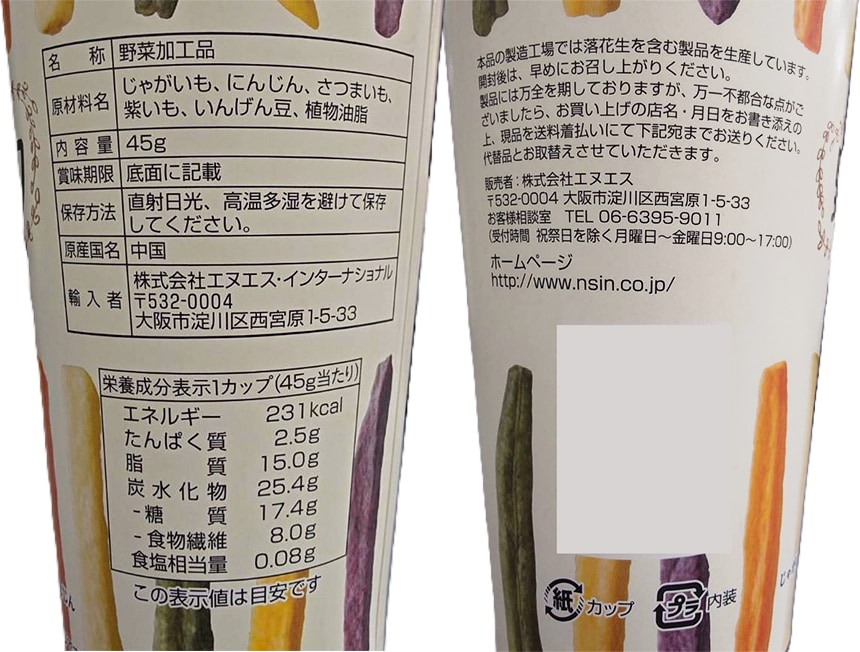 名称 野菜加工品
原材料名 じゃがいも、にんじん、さつまいも、
紫いも、いんげん豆、植物油脂
内容量 45g
賞味期限 底面に記載
保存方法 直射日光、高温多湿を避けて保存
してください。
原産国名 中国
輸入者 株式会社エヌエス・インターナショナル
〒532-0004
大阪市淀川区西宮原1-5-33
栄養成分表示1カップ(45g当たり)
エネルギー 231kcal
たんぱく質 2.5g
脂質 15.0g
炭水化物 25.4g
-糖質 17.4g
-食物繊維 8.0g
食塩相当量 0.08g
この表示値は目安です
本品の製造工場では落花生を含む製品を生産しています。
開封後は、早めにお召し上がりください。
製品には万全を期しておりますが、万一不都合な点がご
ざいましたら、お買い上げの店名・月日をお書き添えの
上、現品を送料着払いにて下記宛までお送りください。
代替品とお取替えさせていただきます。
販売者：株式会社エヌエス
〒532-0004 大阪市淀川区西宮原1-5-33
お客様相談室 TEL 06-6395-9011
(受付時間 祝祭日を除く月曜日～金曜日9:00～17:00)
ホームページ
http://www.nsin.co.jp/
紙 カップ
プラ 内装